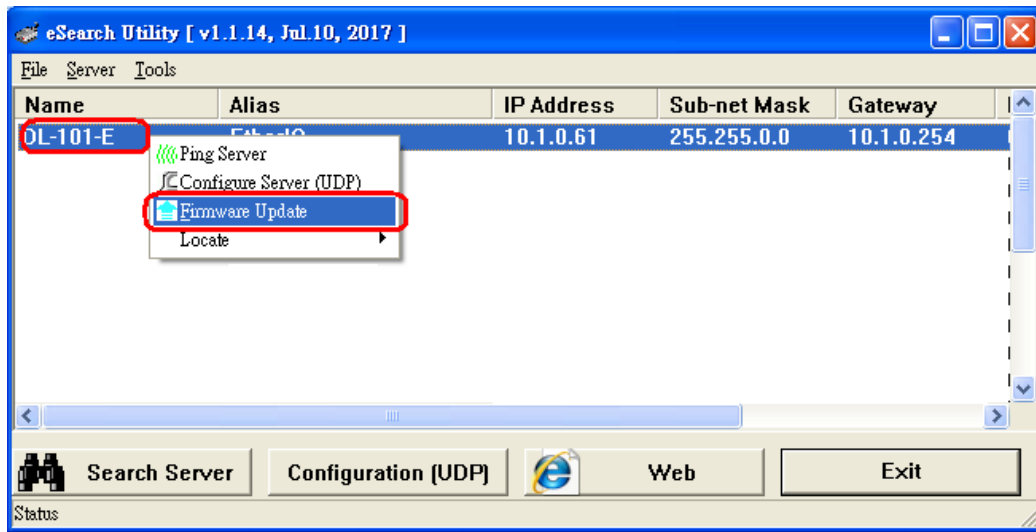 eSearch Utility [ v1.1.14, Jul.10, 2017 ]
File Server Tools
Name Alias IP Address Sub-net Mask Gateway
DL-101-E EtherIO 10.1.0.61 255.255.0.0 10.1.0.254
Ping Server
Configure Server (UDP)
Firmware Update
Locate
Search Server Configuration (UDP) Web Exit
Status